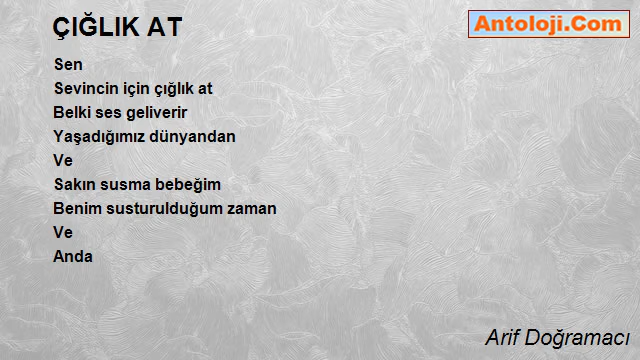 ÇIĞLIK AT
Antoloji.Com
Sen
Sevincin için çığlık at
Belki ses geliverir
Yaşadığımız dünyandan
Ve
Sakın susma bebeğim
Benim susturulduğum zaman
Ve
Anda
Arif Doğramacı